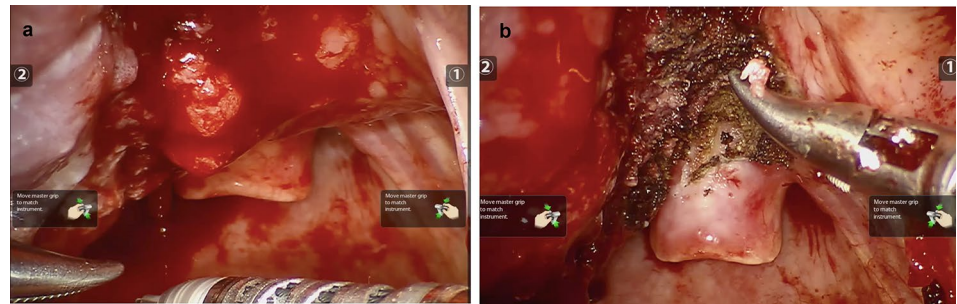 a
②
①
Move master grip
to match
instrument.
Move master grip
to match
instrument.
b
②
①
Move master grip
to match
instrument.
Move master grip
to match
instrument.